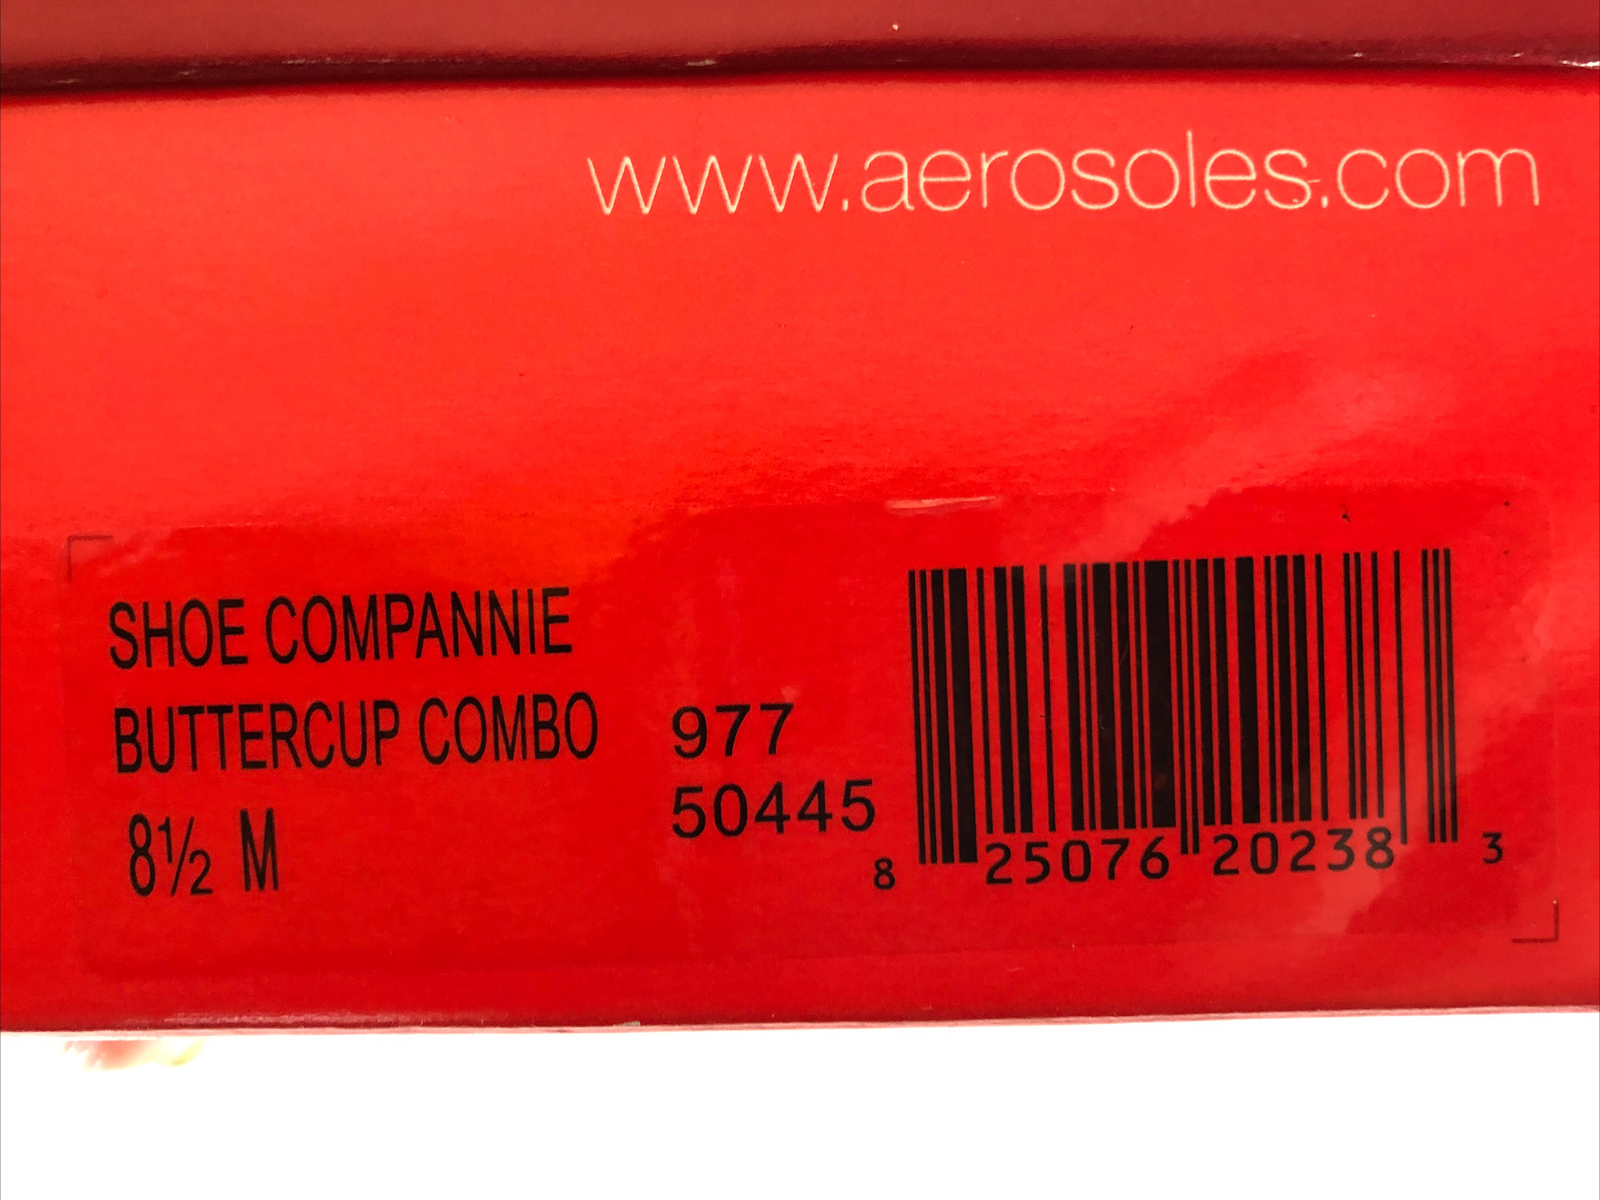 www.aerosoles.com
SHOE COMPANNIE
BUTTERCUP COMBO 977
50445
8½ M
8 25076 20238 3